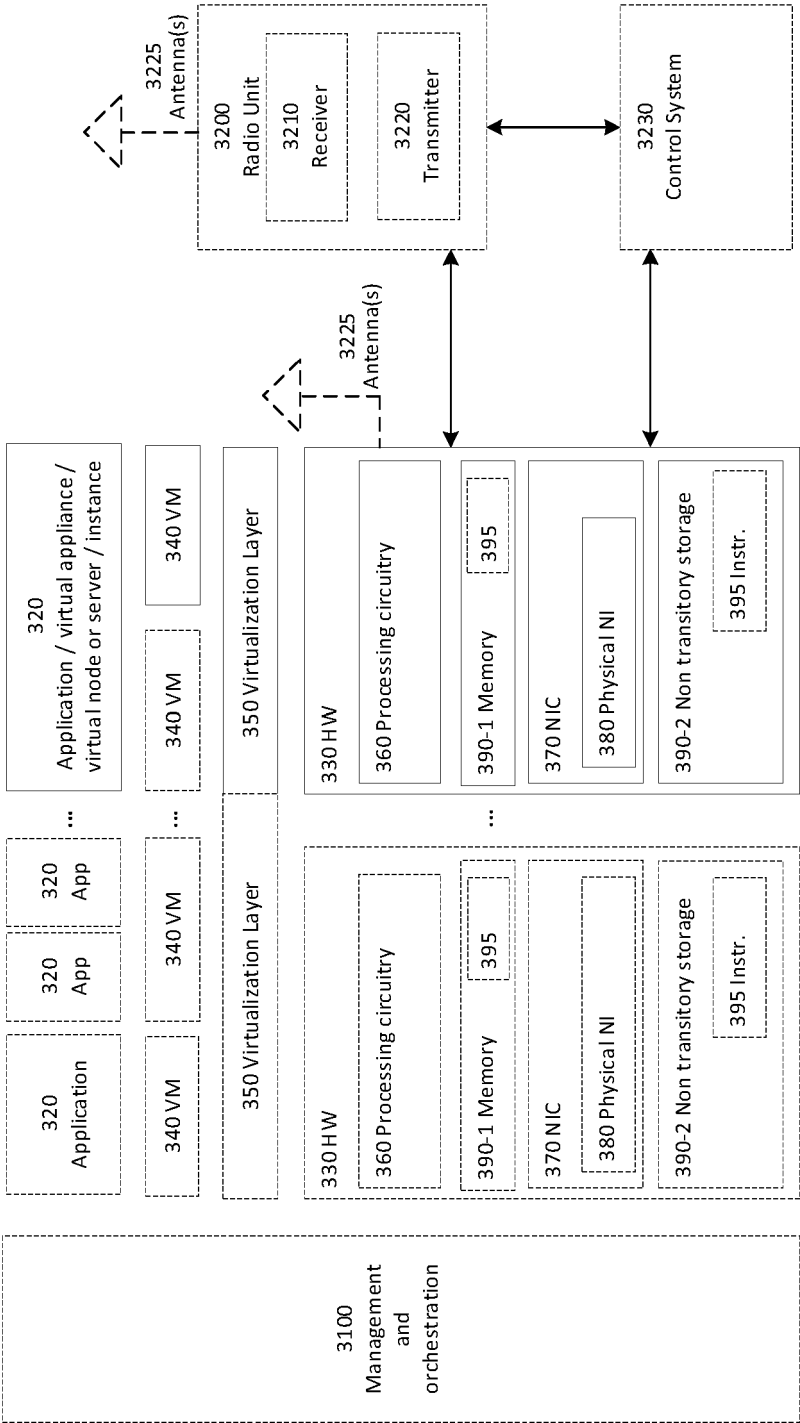 3100
Management
and
orchestration
320
Application
320
App
320
App
...
320
Application / virtual appliance /
virtual node or server / instance
340 VM
340 VM
...
340 VM
340 VM
350 Virtualization Layer
350 Virtualization Layer
330 HW
360 Processing circuitry
390-1 Memory
395
370 NIC
380 Physical NI
390-2 Non transitory storage
395 Instr.
...
330 HW
360 Processing circuitry
390-1 Memory
395
370 NIC
380 Physical NI
390-2 Non transitory storage
395 Instr.
3225
Antenna(s)
3225
Antenna(s)
3200
Radio Unit
3210
Receiver
3220
Transmitter
3230
Control System